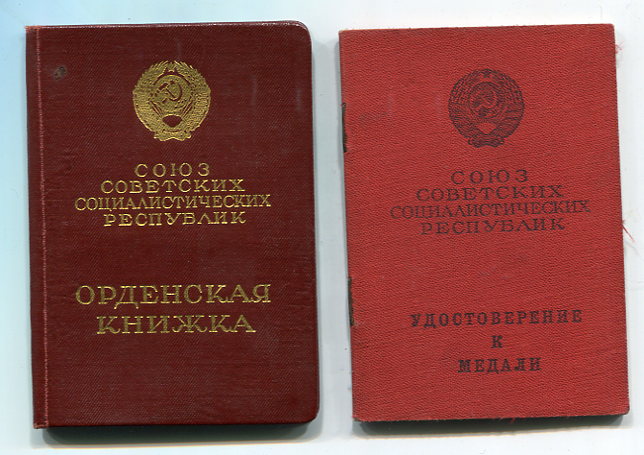 СОЮЗ
СОВЕТСКИХ
СОЦИАЛИСТИЧЕСКИХ
РЕСПУБЛИК
ОРДЕНСКАЯ
КНИЖКА
СОЮЗ
СОВЕТСКИХ
СОЦИАЛИСТИЧЕСКИХ
РЕСПУБЛИК
УДОСТОВЕРЕНИЕ
К
МЕДАЛИ